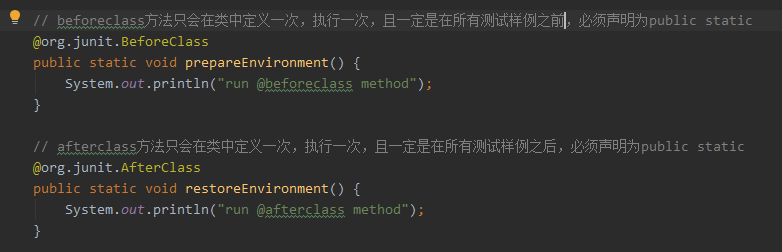 // beforeclass方法只会在类中定义一次，执行一次，且一定是在所有测试样例之前，必须声明为public static
@org.junit.BeforeClass
public static void prepareEnvironment() {
System.out.println("run @beforeclass method");
}
// afterclass方法只会在类中定义一次，执行一次，且一定是在所有测试样例之后，必须声明为public static
@org.junit.AfterClass
public static void restoreEnvironment() {
System.out.println("run @afterclass method");
}